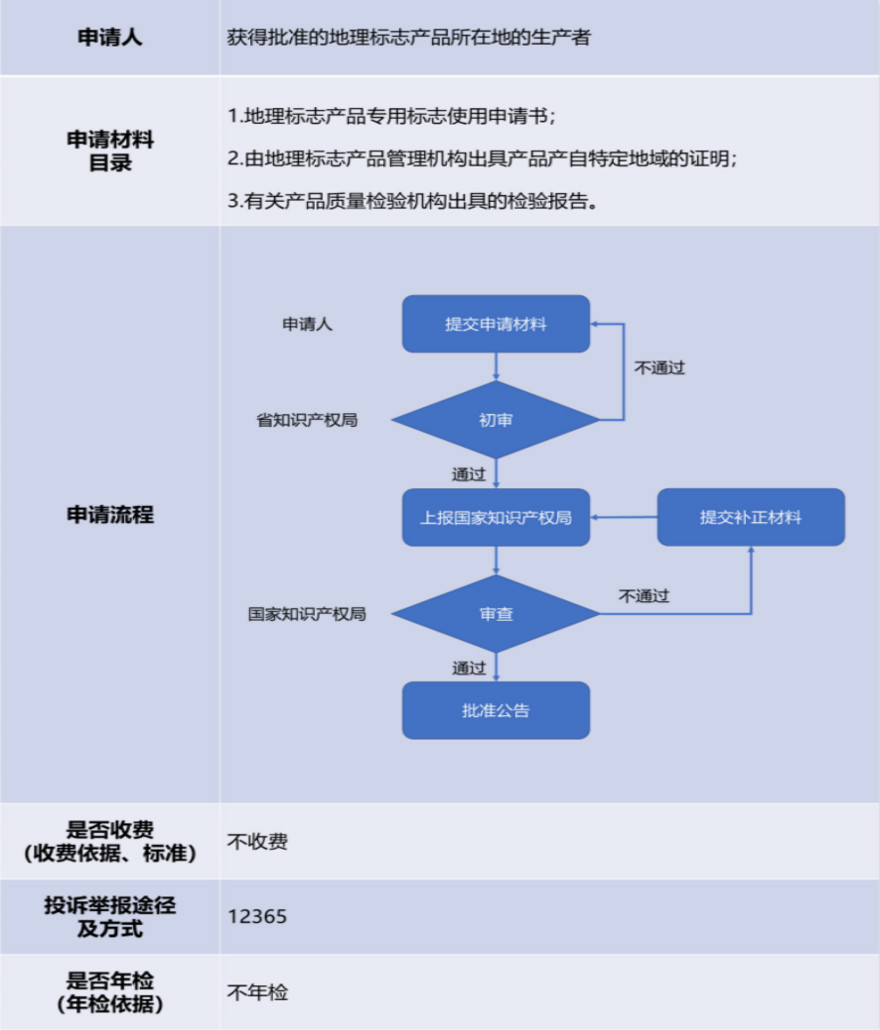 申请人
获得批准的地理标志产品所在地的生产者
申请材料
目录
1.地理标志产品专用标志使用申请书；
2.由地理标志产品管理机构出具产品产自特定地域的证明；
3.有关产品质量检验机构出具的检验报告。
申请流程
申请人
提交申请材料
不通过
省知识产权局
初审
通过
上报国家知识产权局
提交补正材料
不通过
国家知识产权局
审查
通过
批准公告
是否收费
（收费依据、标准）
不收费
投诉举报途径
及方式
12365
是否年检
（年检依据）
不年检